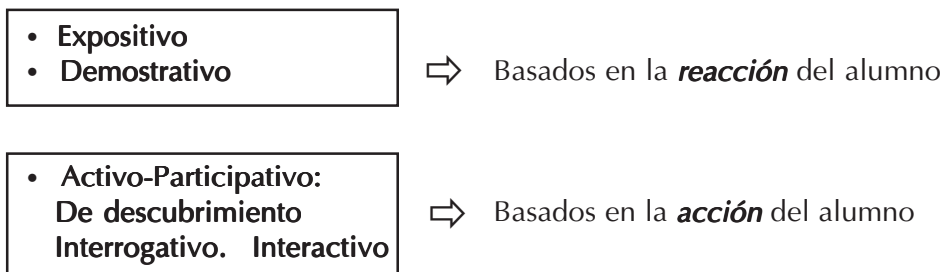 • Expositivo
• Demostrativo
⇨ Basados en la reacción del alumno
• Activo-Participativo:
De descubrimiento
Interrogativo. Interactivo
⇨ Basados en la acción del alumno